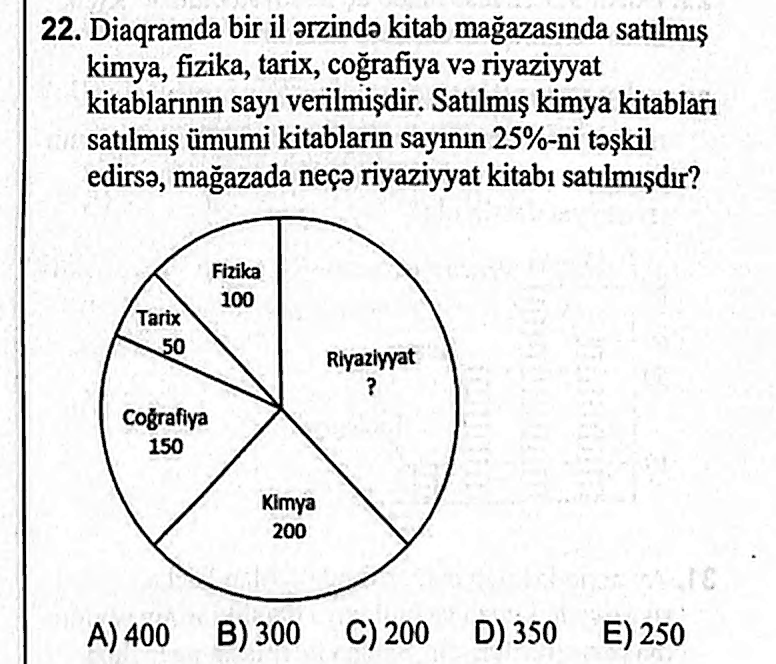 22. Diaqramda bir il ərzində kitab mağazasında satılmış
kimya, fizika, tarix, coğrafiya və riyaziyyat
kitablarının sayı verilmişdir. Satılmış kimya kitabları
satılmış ümumi kitabların sayının 25%-ni təşkil
edirsə, mağazada neçə riyaziyyat kitabı satılmışdır?
Fizika
100
Tarix
50
Riyaziyyat
?
Coğrafiya
150
Kimya
200
A) 400 B) 300 C) 200 D) 350 E) 250